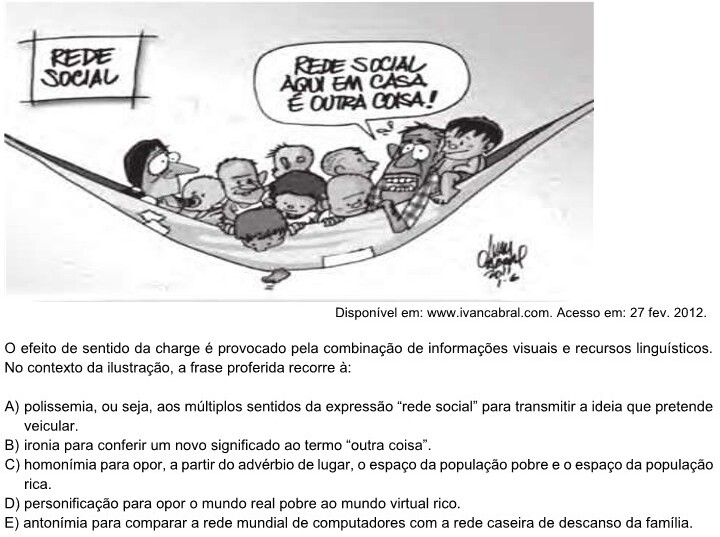 REDE
SOCIAL
REDE SOCIAL
AQUI EM CASA
É OUTRA COISA!
Ivan
Cabral
2011
Disponível em: www.ivancabral.com. Acesso em: 27 fev. 2012.
O efeito de sentido da charge é provocado pela combinação de informações visuais e recursos linguísticos.
No contexto da ilustração, a frase proferida recorre à:
A) polissemia, ou seja, aos múltiplos sentidos da expressão “rede social” para transmitir a ideia que pretende
veicular.
B) ironia para conferir um novo significado ao termo “outra coisa”.
C) homonímia para opor, a partir do advérbio de lugar, o espaço da população pobre e o espaço da população
rica.
D) personificação para opor o mundo real pobre ao mundo virtual rico.
E) antonímia para comparar a rede mundial de computadores com a rede caseira de descanso da família.